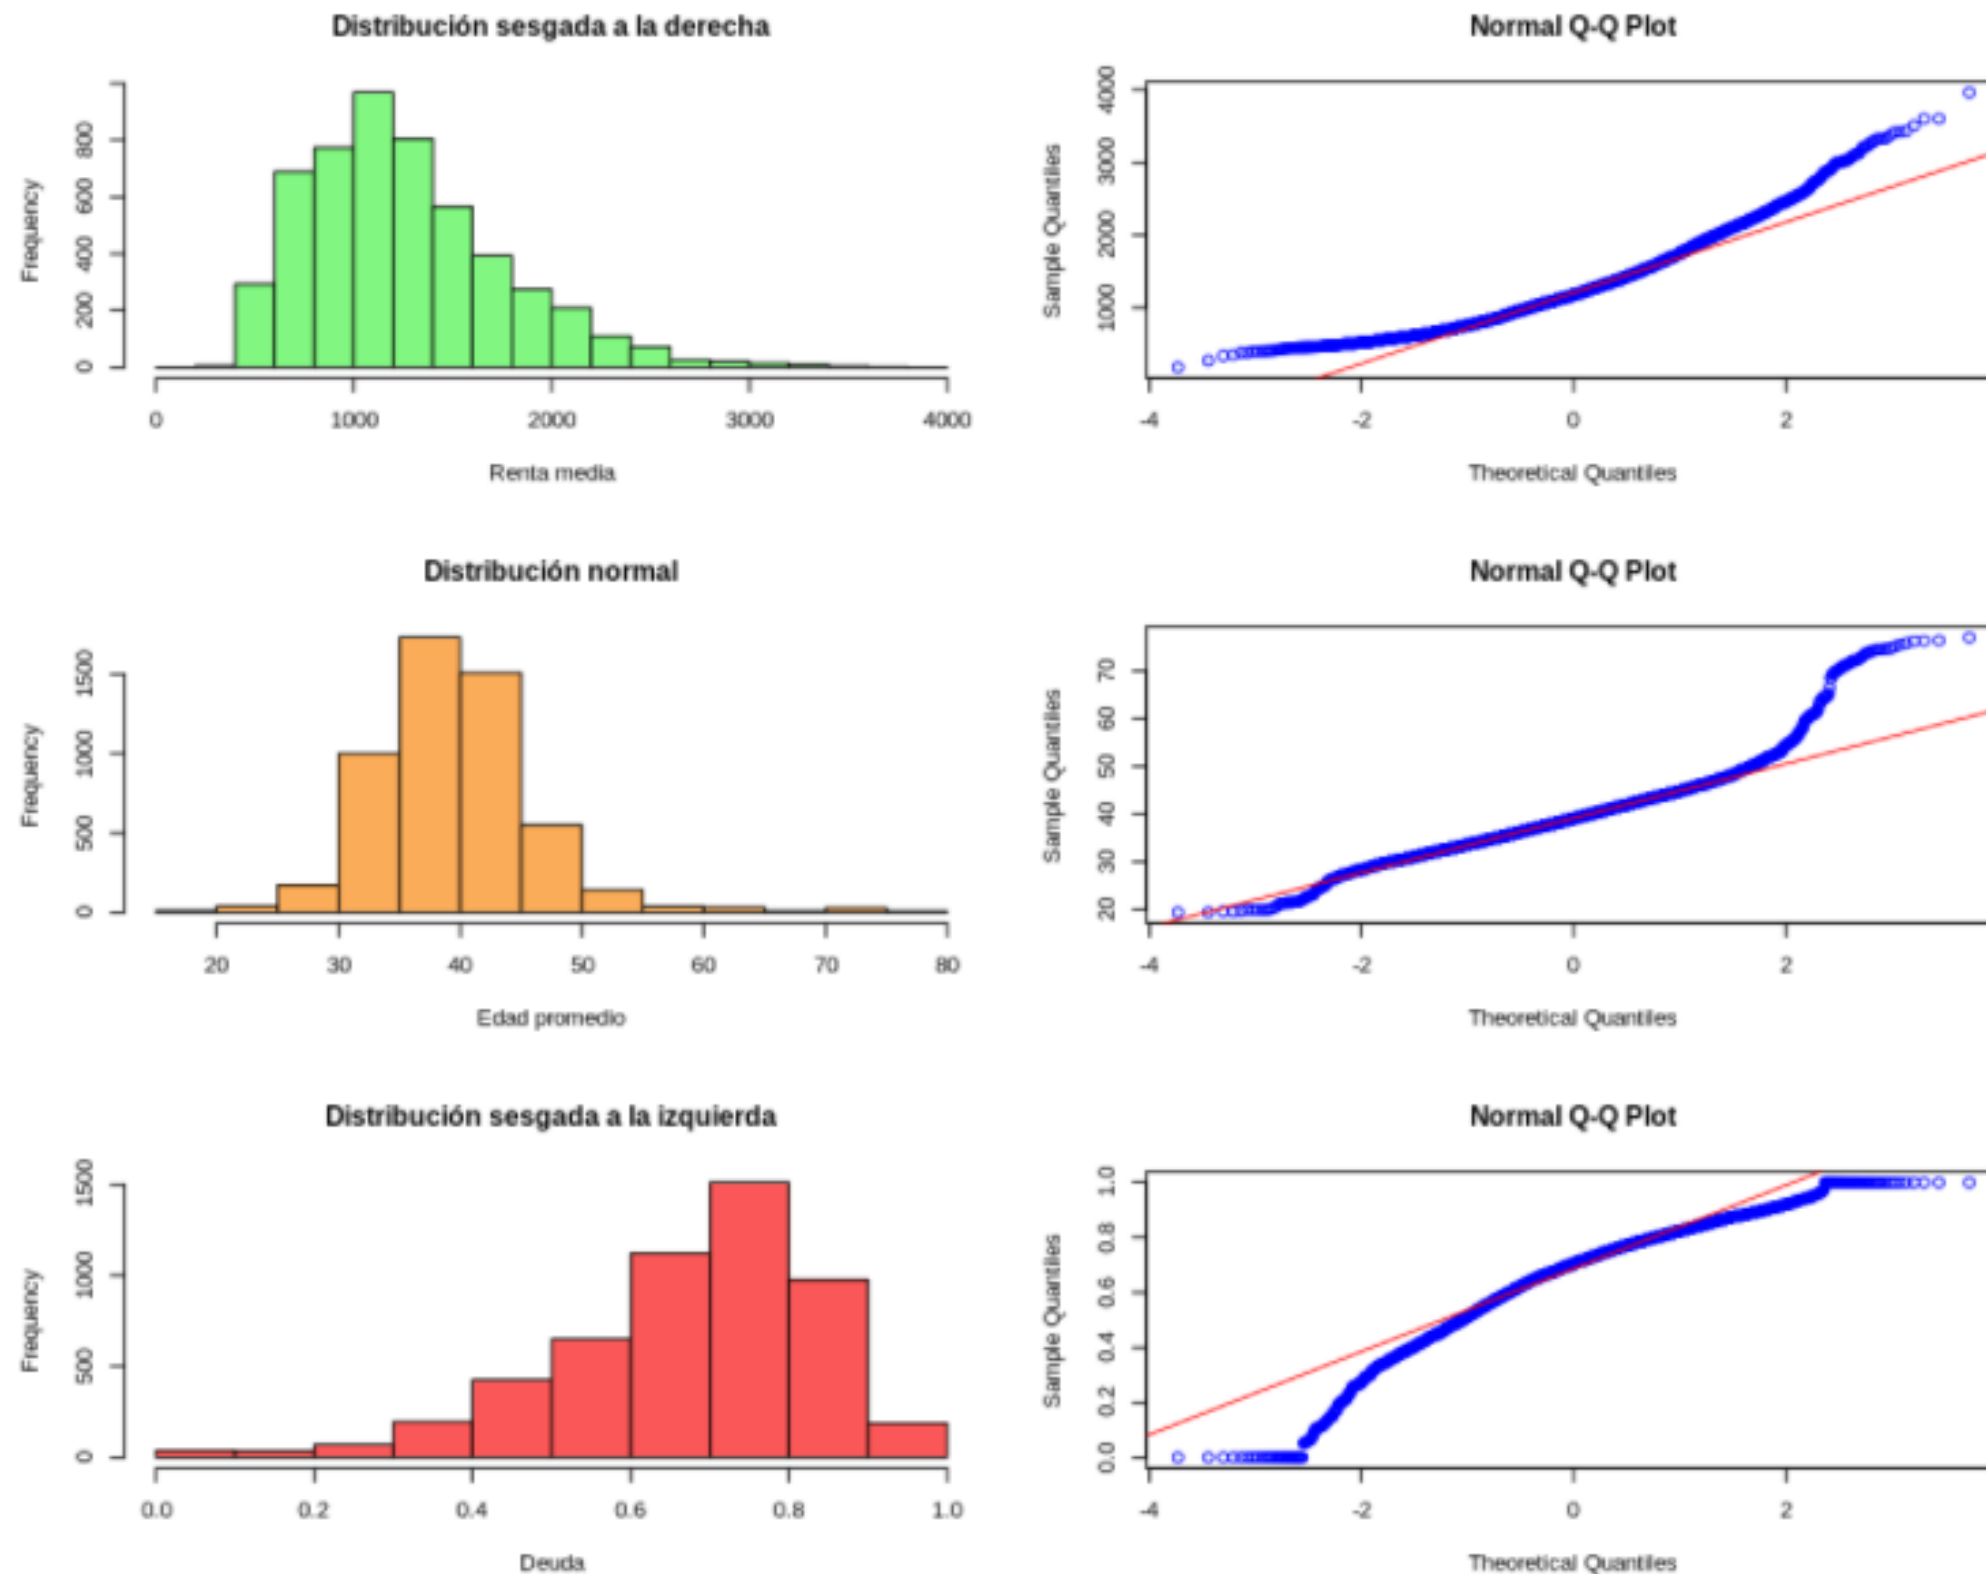 Distribución sesgada a la derecha
Frequency
0 200 400 600 800
0 1000 2000 3000 4000
Renta media
Normal Q-Q Plot
Sample Quantiles
1000 2000 3000 4000
-4 -2 0 2
Theoretical Quantiles
Distribución normal
Frequency
0 500 1000 1500
20 30 40 50 60 70 80
Edad promedio
Normal Q-Q Plot
Sample Quantiles
20 30 40 50 60 70
-4 -2 0 2
Theoretical Quantiles
Distribución sesgada a la izquierda
Frequency
0 500 1000 1500
0.0 0.2 0.4 0.6 0.8 1.0
Deuda
Normal Q-Q Plot
Sample Quantiles
0.0 0.2 0.4 0.6 0.8 1.0
-4 -2 0 2
Theoretical Quantiles